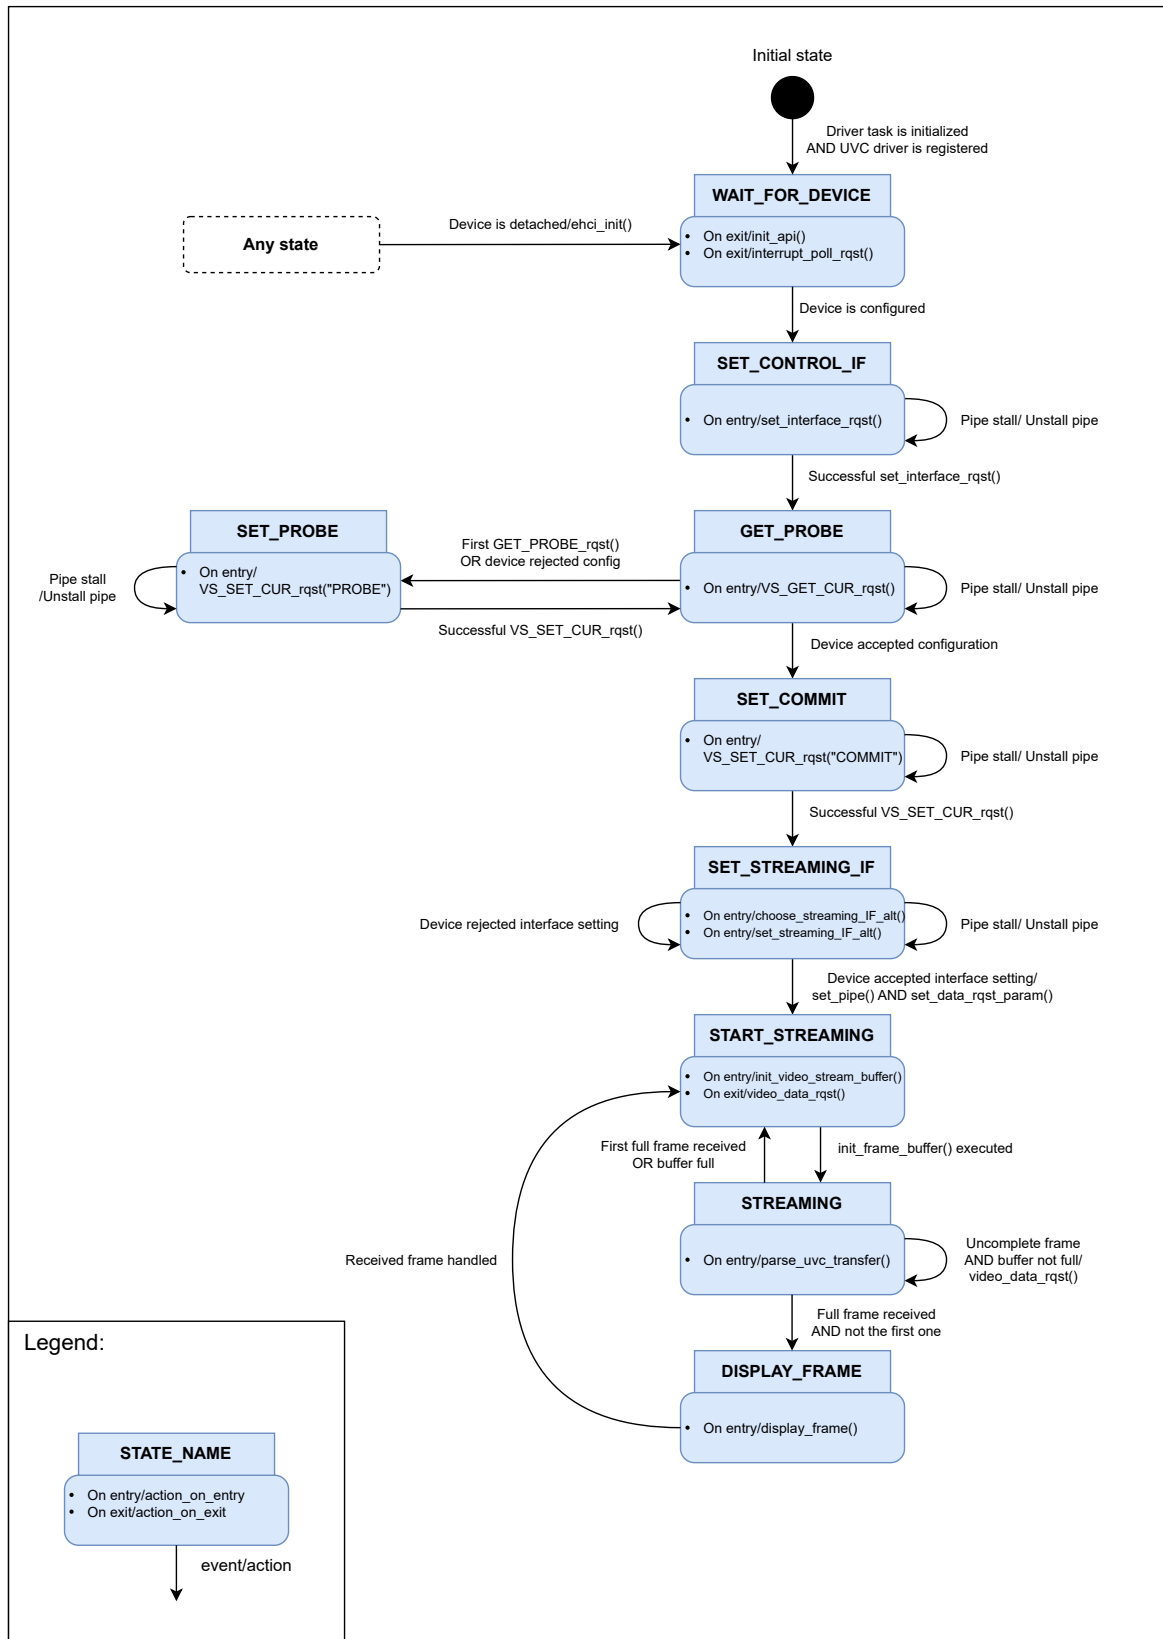 Initial state
Driver task is initialized
AND UVC driver is registered
WAIT_FOR_DEVICE
• On exit/init_api()
• On exit/interrupt_poll_rqst()
Any state
Device is detached/ehci_init()
Device is configured
SET_CONTROL_IF
• On entry/set_interface_rqst()
Pipe stall/ Unstall pipe
Successful set_interface_rqst()
SET_PROBE
• On entry/
VS_SET_CUR_rqst("PROBE")
Pipe stall
/Unstall pipe
First GET_PROBE_rqst()
OR device rejected config
Successful VS_SET_CUR_rqst()
GET_PROBE
• On entry/VS_GET_CUR_rqst()
Pipe stall/ Unstall pipe
Device accepted configuration
SET_COMMIT
• On entry/
VS_SET_CUR_rqst("COMMIT")
Pipe stall/ Unstall pipe
Successful VS_SET_CUR_rqst()
SET_STREAMING_IF
• On entry/choose_streaming_IF_alt()
• On entry/set_streaming_IF_alt()
Device rejected interface setting
Pipe stall/ Unstall pipe
Device accepted interface setting/
set_pipe() AND set_data_rqst_param()
START_STREAMING
• On entry/init_video_stream_buffer()
• On exit/video_data_rqst()
First full frame received
OR buffer full
init_frame_buffer() executed
STREAMING
• On entry/parse_uvc_transfer()
Uncomplete frame
AND buffer not full/
video_data_rqst()
Received frame handled
Full frame received
AND not the first one
DISPLAY_FRAME
• On entry/display_frame()
Legend:
STATE_NAME
• On entry/action_on_entry
• On exit/action_on_exit
event/action